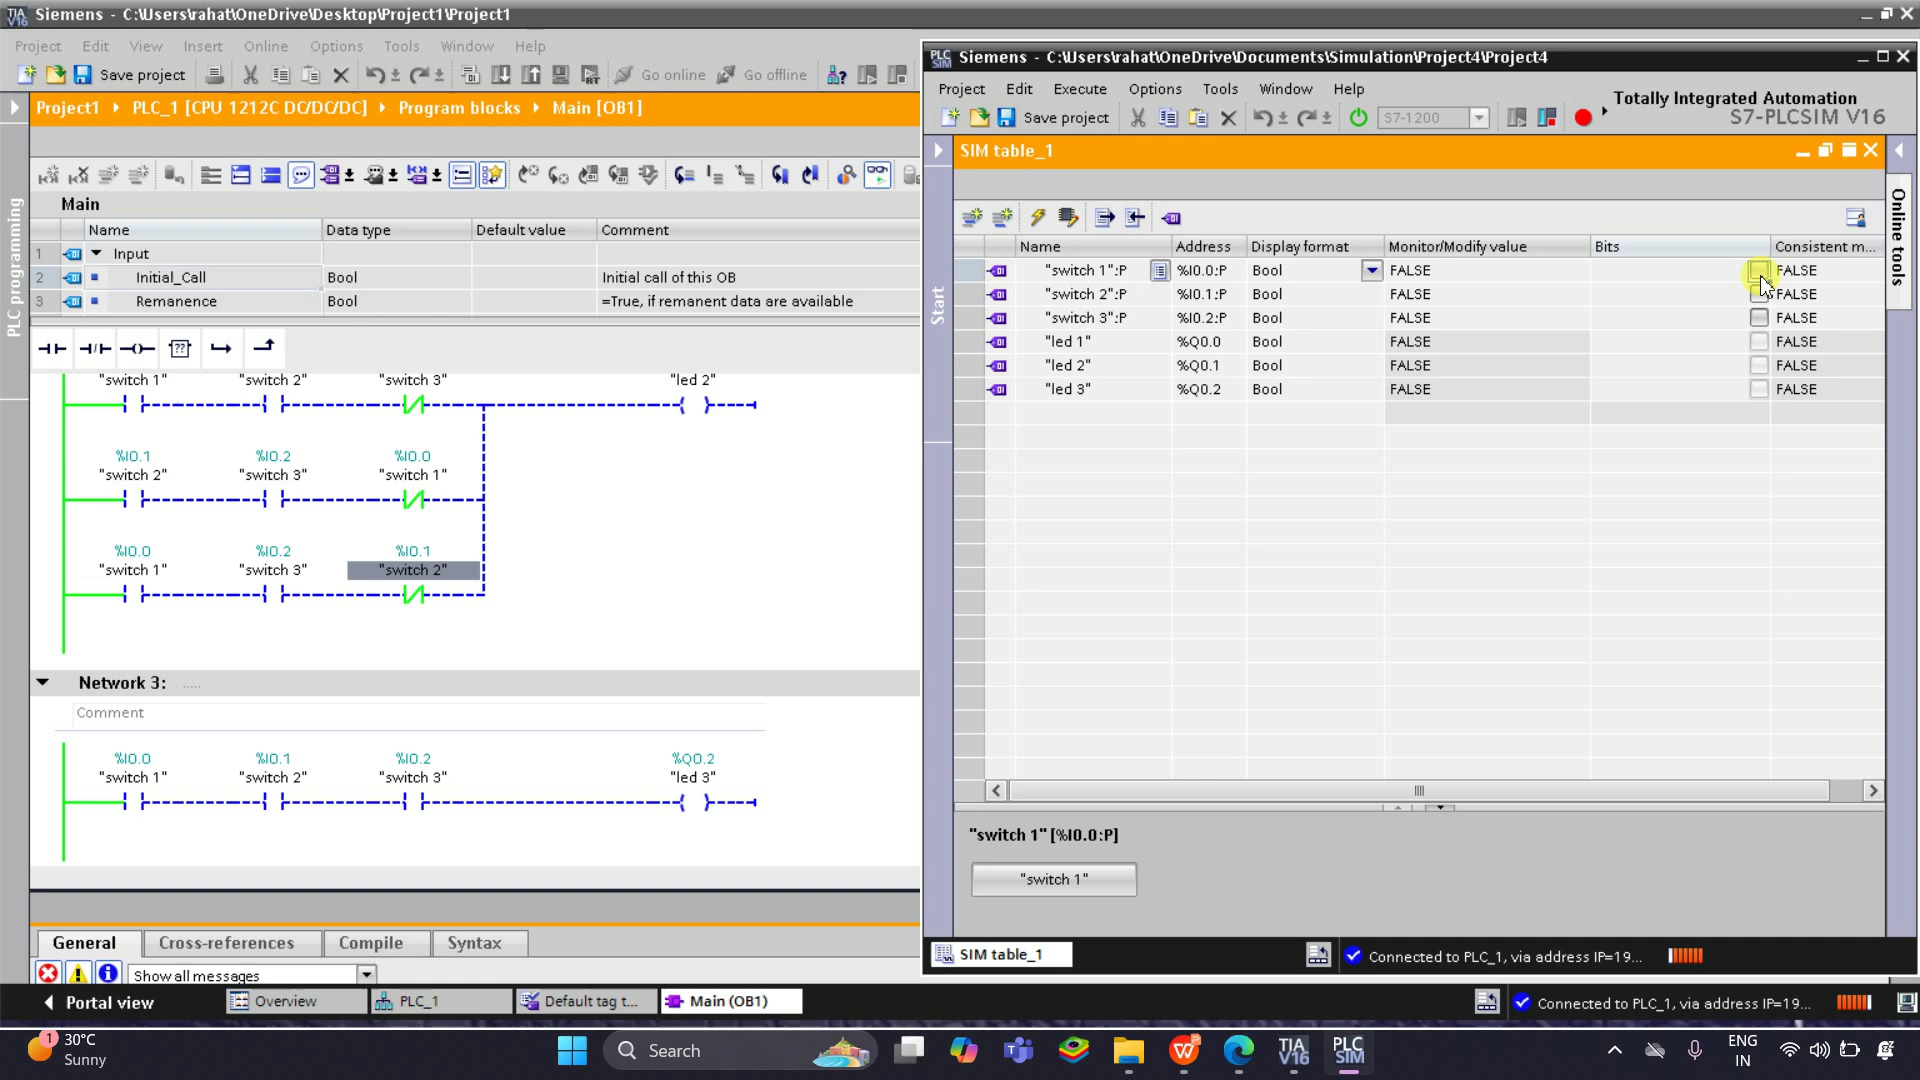 Siemens - C:\Users\rahat\OneDrive\Desktop\Project1\Project1
Project Edit View Insert Online Options Tools Window Help
Save project Go online Go offline
Project1 PLC_1 [CPU 1212C DC/DC/DC] Program blocks Main [OB1]
PLC programming
Main
Name Data type Default value Comment
1 Input
2 Initial_Call Bool Initial call of this OB
3 Remanence Bool =True, if remanent data are available
??
"switch 1" "switch 2" "switch 3" "led 2"
%I0.1 %I0.2 %I0.0
"switch 2" "switch 3" "switch 1"
%I0.0 %I0.2 %I0.1
"switch 1" "switch 3" "switch 2"
Network 3: .....
Comment
%I0.0 %I0.1 %I0.2 %Q0.2
"switch 1" "switch 2" "switch 3" "led 3"
General Cross-references Compile Syntax
Show all messages
Portal view Overview PLC_1 Default tag t... Main (OB1) Connected to PLC_1, via address IP=19...
Siemens - C:\Users\rahat\OneDrive\Documents\Simulation\Project4\Project4
Project Edit Execute Options Tools Window Help
Totally Integrated Automation
S7-PLCSIM V16
Save project S7-1200
SIM table_1
Start
Online tools
Name Address Display format Monitor/Modify value Bits Consistent m...
"switch 1":P %I0.0:P Bool FALSE FALSE
"switch 2":P %I0.1:P Bool FALSE FALSE
"switch 3":P %I0.2:P Bool FALSE FALSE
"led 1" %Q0.0 Bool FALSE FALSE
"led 2" %Q0.1 Bool FALSE FALSE
"led 3" %Q0.2 Bool FALSE FALSE
"switch 1" [%I0.0:P]
"switch 1"
SIM table_1 Connected to PLC_1, via address IP=19...
1 30°C
Sunny
Search
TIA
V16
PLC
SIM
ENG
IN